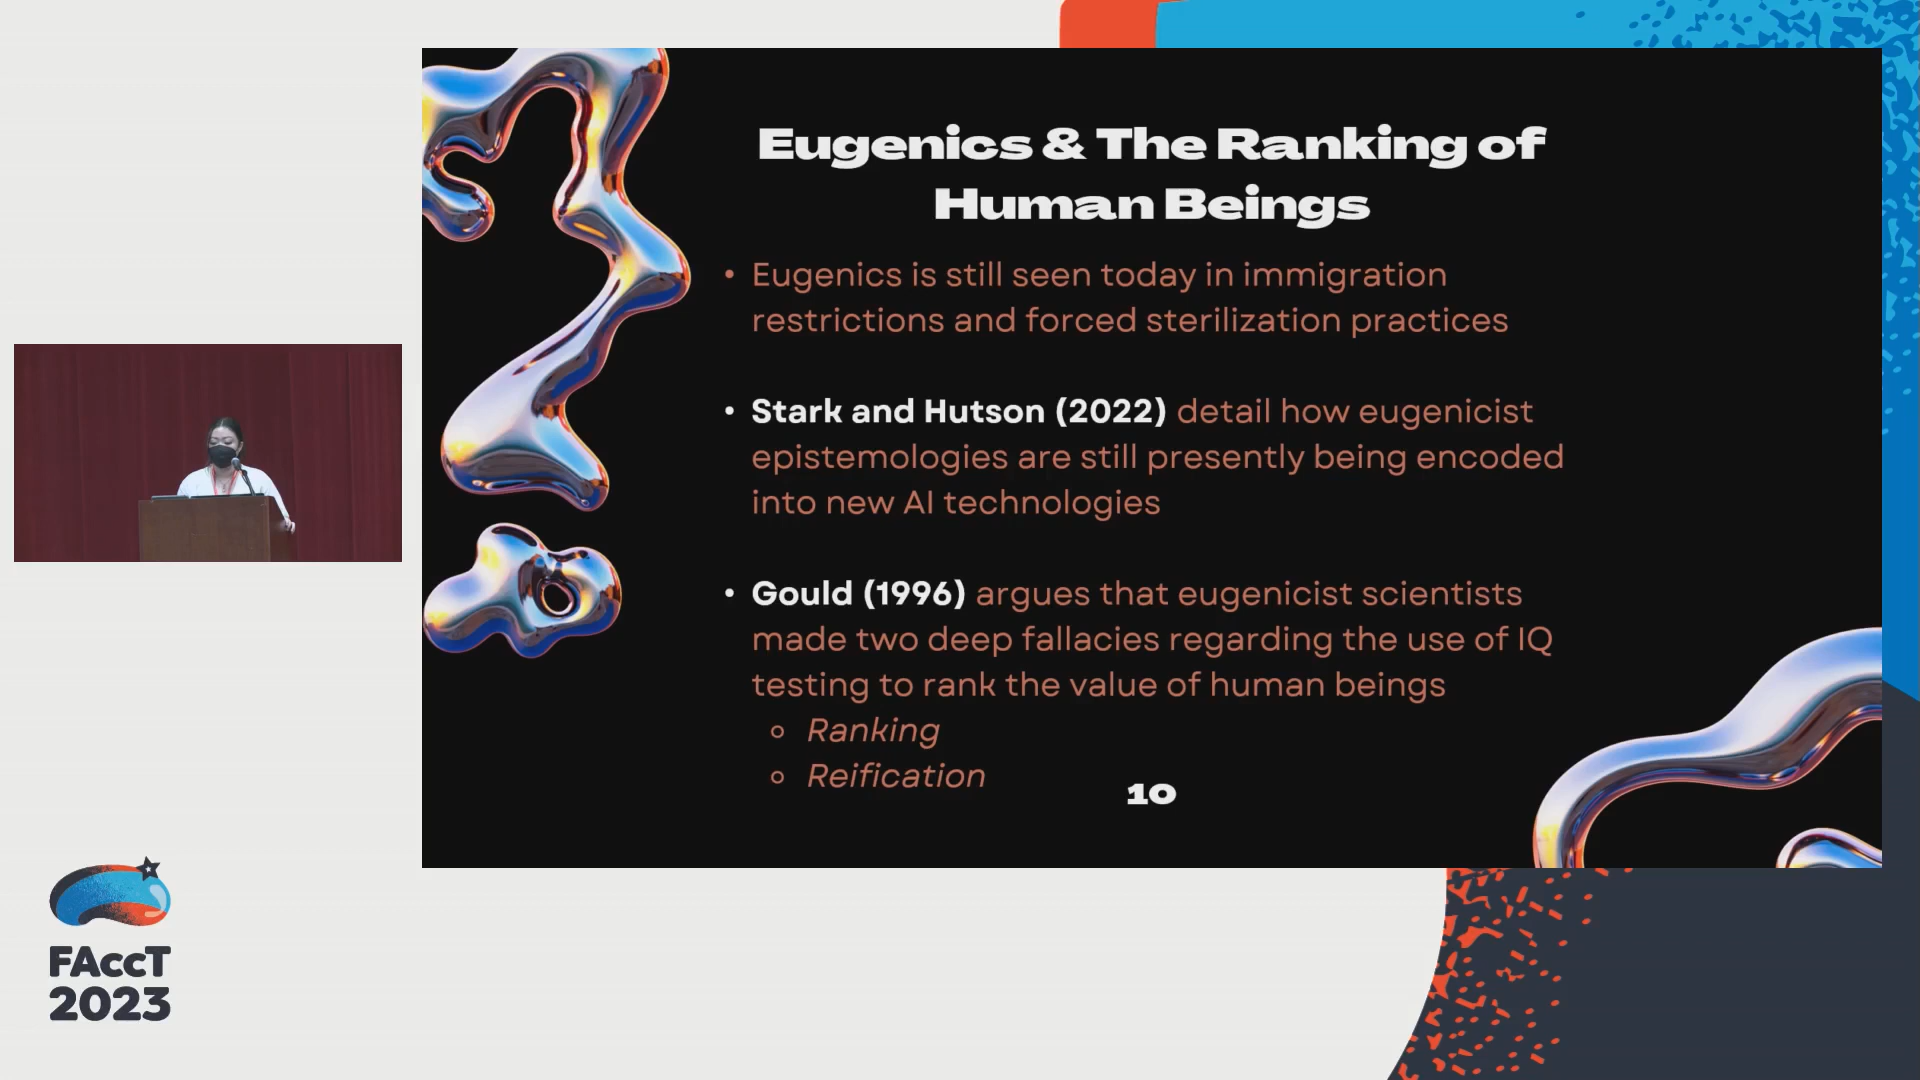 Eugenics & The Ranking of
Human Beings
• Eugenics is still seen today in immigration
restrictions and forced sterilization practices
• Stark and Hutson (2022) detail how eugenicist
epistemologies are still presently being encoded
into new AI technologies
• Gould (1996) argues that eugenicist scientists
made two deep fallacies regarding the use of IQ
testing to rank the value of human beings
○ Ranking
○ Reification
10
FAccT
2023